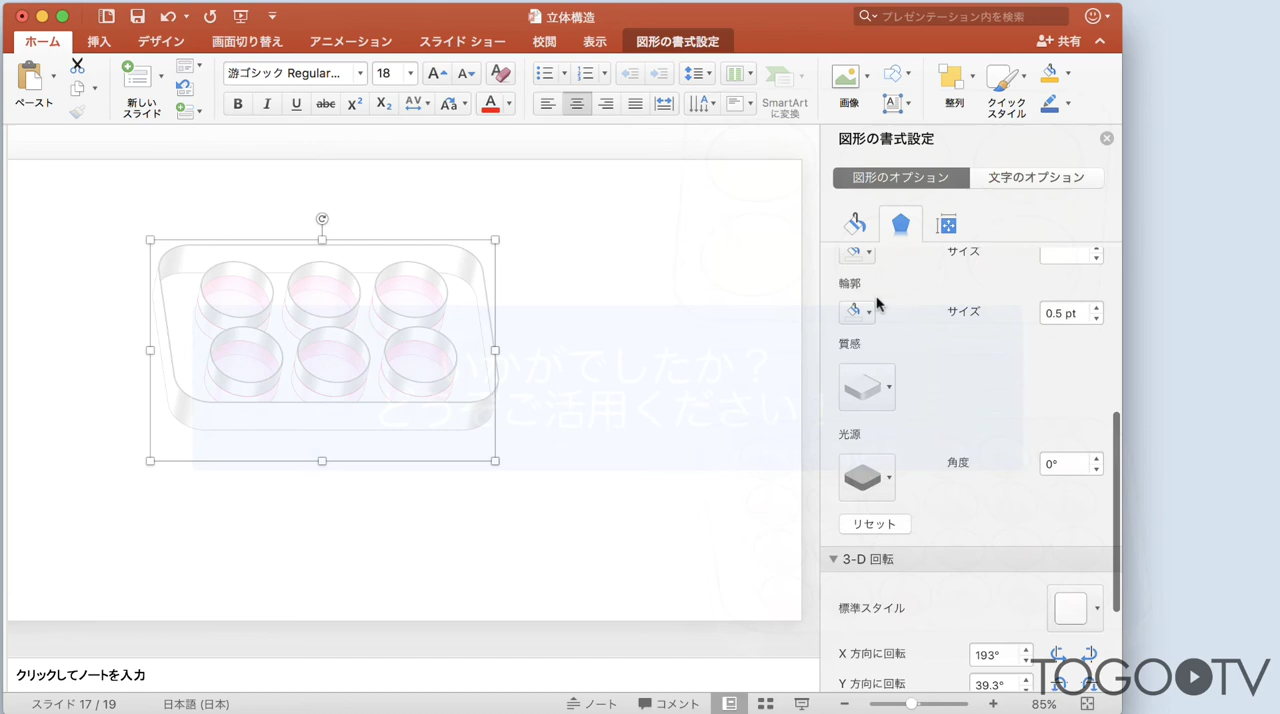 立体構造
プレゼンテーション内を検索
ホーム 挿入 デザイン 画面切り替え アニメーション スライド ショー 校閲 表示 図形の書式設定 共有
ペースト
新しい
スライド
游ゴシック Regular... 18
B I U abc X² X₂ AV Aa A
SmartArt
に変換
画像
整列
クイック
スタイル
図形の書式設定
図形のオプション 文字のオプション
サイズ
輪郭
サイズ 0.5 pt
質感
光源
角度 0°
リセット
3-D 回転
標準スタイル
X 方向に回転 193°
Y 方向に回転 39.3°
いかがでしたか？
どうぞご活用ください！
クリックしてノートを入力
スライド 17 / 19 日本語 (日本) ノート コメント 85%
TOGOTV